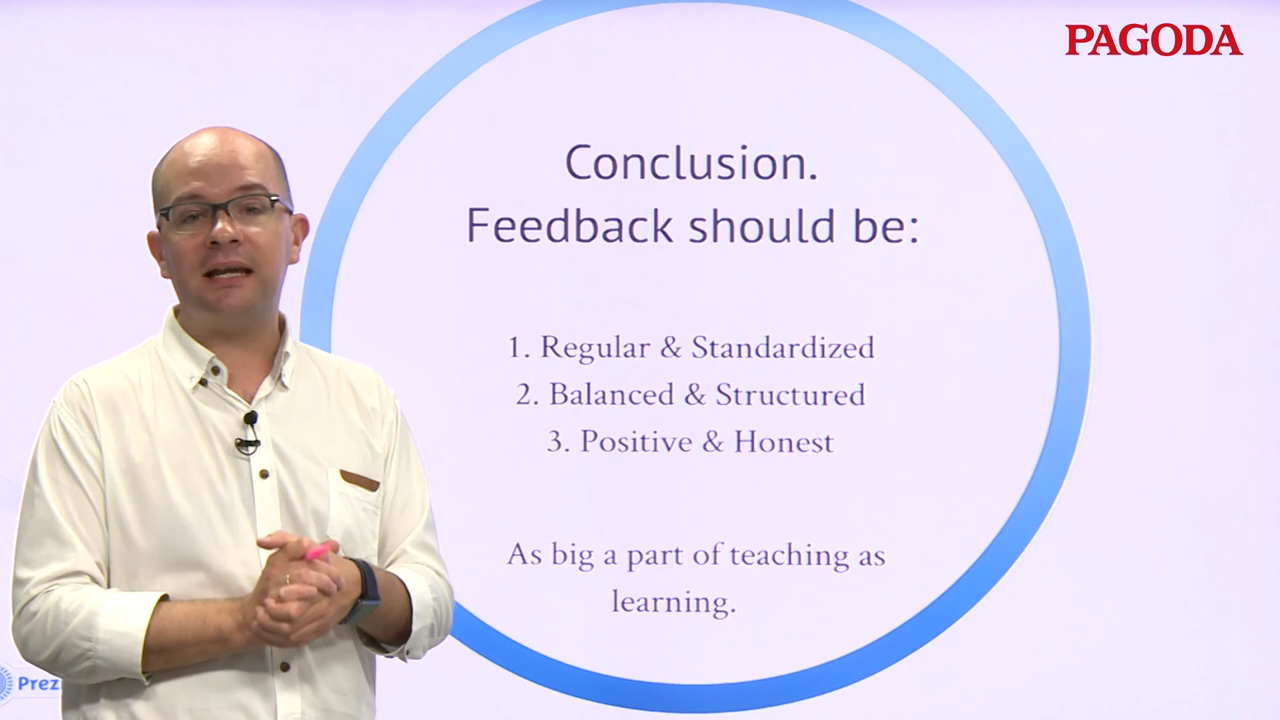 PAGODA
Conclusion.
Feedback should be:
1. Regular & Standardized
2. Balanced & Structured
3. Positive & Honest
As big a part of teaching as
learning.
Prez